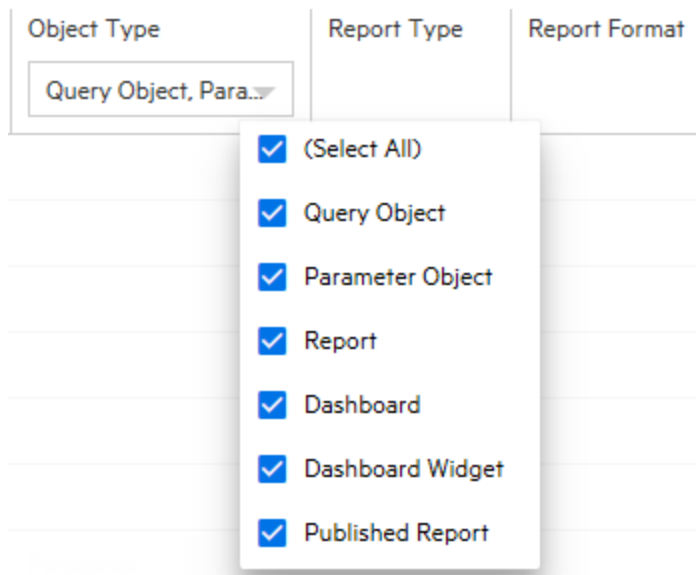 Object Type
Report Type
Report Format
Query Object, Para...
(Select All)
Query Object
Parameter Object
Report
Dashboard
Dashboard Widget
Published Report